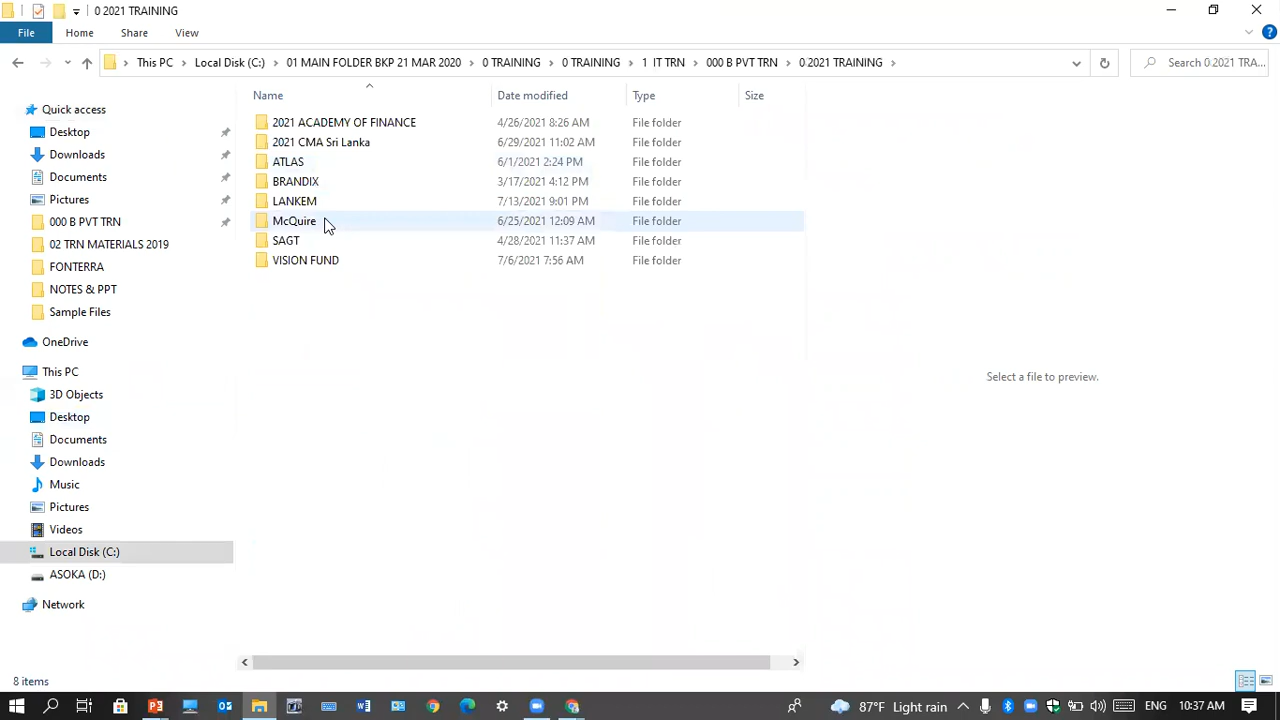 0 2021 TRAINING
File Home Share View
This PC Local Disk (C:) 01 MAIN FOLDER BKP 21 MAR 2020 0 TRAINING 0 TRAINING 1 IT TRN 000 B PVT TRN 0 2021 TRAINING Search 0 2021 TRA...
Name Date modified Type Size
Quick access
Desktop
Downloads
Documents
Pictures
000 B PVT TRN
02 TRN MATERIALS 2019
FONTERRA
NOTES & PPT
Sample Files
OneDrive
This PC
3D Objects
Desktop
Documents
Downloads
Music
Pictures
Videos
Local Disk (C:)
ASOKA (D:)
Network
2021 ACADEMY OF FINANCE 4/26/2021 8:26 AM File folder
2021 CMA Sri Lanka 6/29/2021 11:02 AM File folder
ATLAS 6/1/2021 2:24 PM File folder
BRANDIX 3/17/2021 4:12 PM File folder
LANKEM 7/13/2021 9:01 PM File folder
McQuire 6/25/2021 12:09 AM File folder
SAGT 4/28/2021 11:37 AM File folder
VISION FUND 7/6/2021 7:56 AM File folder
Select a file to preview.
8 items
87°F Light rain ENG 10:37 AM